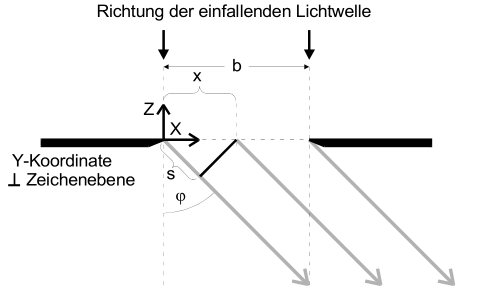 Richtung der einfallenden Lichtwelle
b
x
Z
X
Y-Koordinate
⊥ Zeichenebene
s
φ